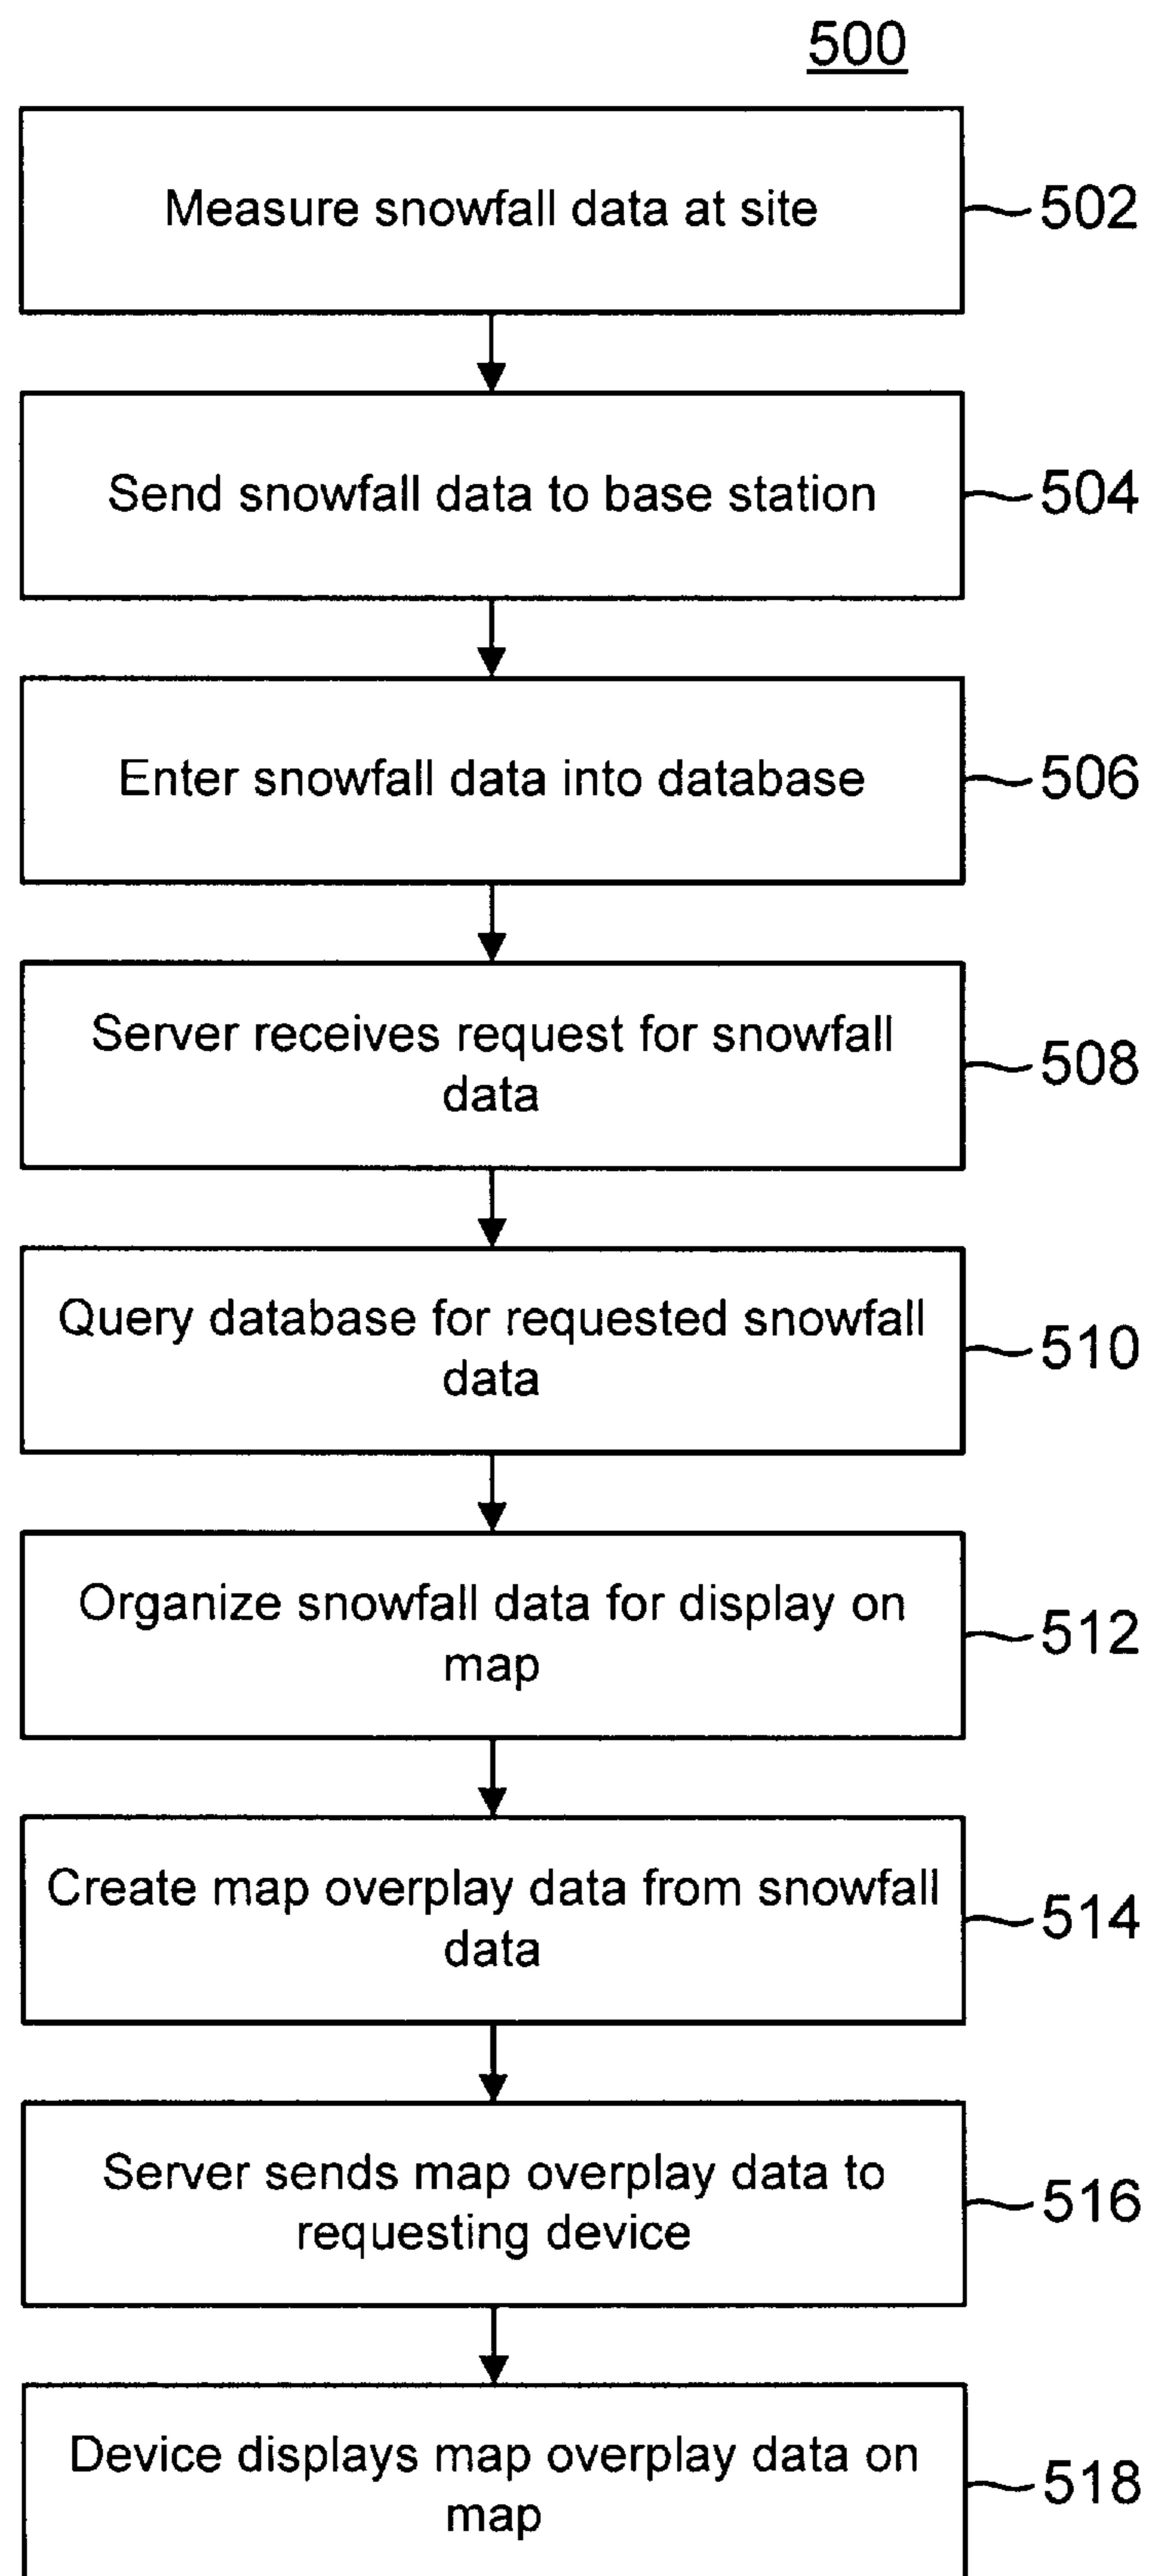 500
Measure snowfall data at site
502
Send snowfall data to base station
504
Enter snowfall data into database
506
Server receives request for snowfall
data
508
Query database for requested snowfall
data
510
Organize snowfall data for display on
map
512
Create map overplay data from snowfall
data
514
Server sends map overplay data to
requesting device
516
Device displays map overplay data on
map
518